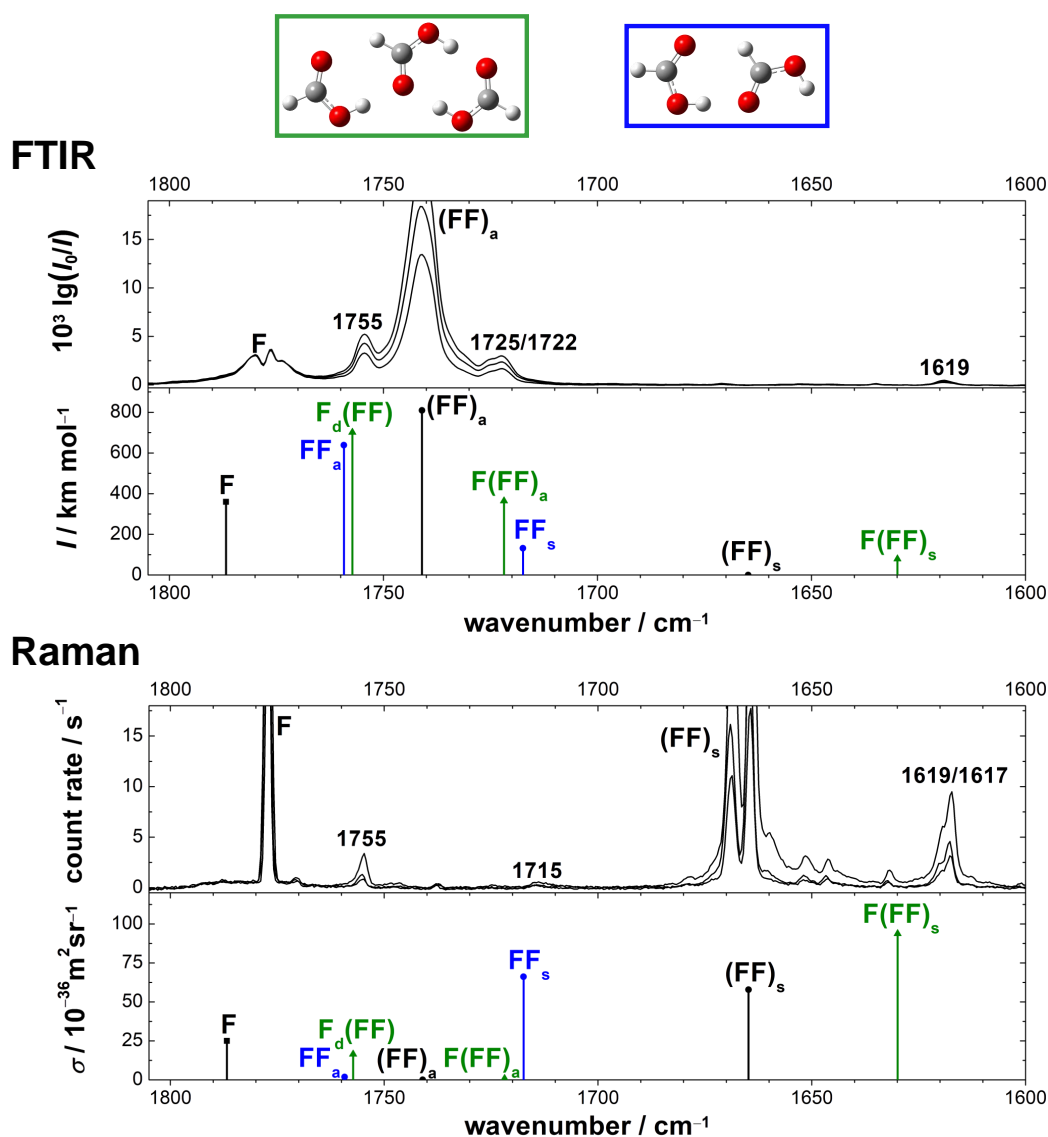 FTIR
1800 1750 1700 1650 1600
10³ lg(I₀/I)
15
10
5
0
F
1755
(FF)ₐ
1725/1722
1619
I / km mol⁻¹
800
600
400
200
0
F
FFₐ
F_d(FF)
(FF)ₐ
F(FF)ₐ
FFₛ
(FF)ₛ
F(FF)ₛ
1800 1750 1700 1650 1600
wavenumber / cm⁻¹
Raman
1800 1750 1700 1650 1600
count rate / s⁻¹
15
10
5
0
F
1755
1715
(FF)ₛ
1619/1617
σ / 10⁻³⁶m²sr⁻¹
100
75
50
25
0
F
FFₐ
F_d(FF)
(FF)ₐ
F(FF)ₐ
FFₛ
(FF)ₛ
F(FF)ₛ
1800 1750 1700 1650 1600
wavenumber / cm⁻¹